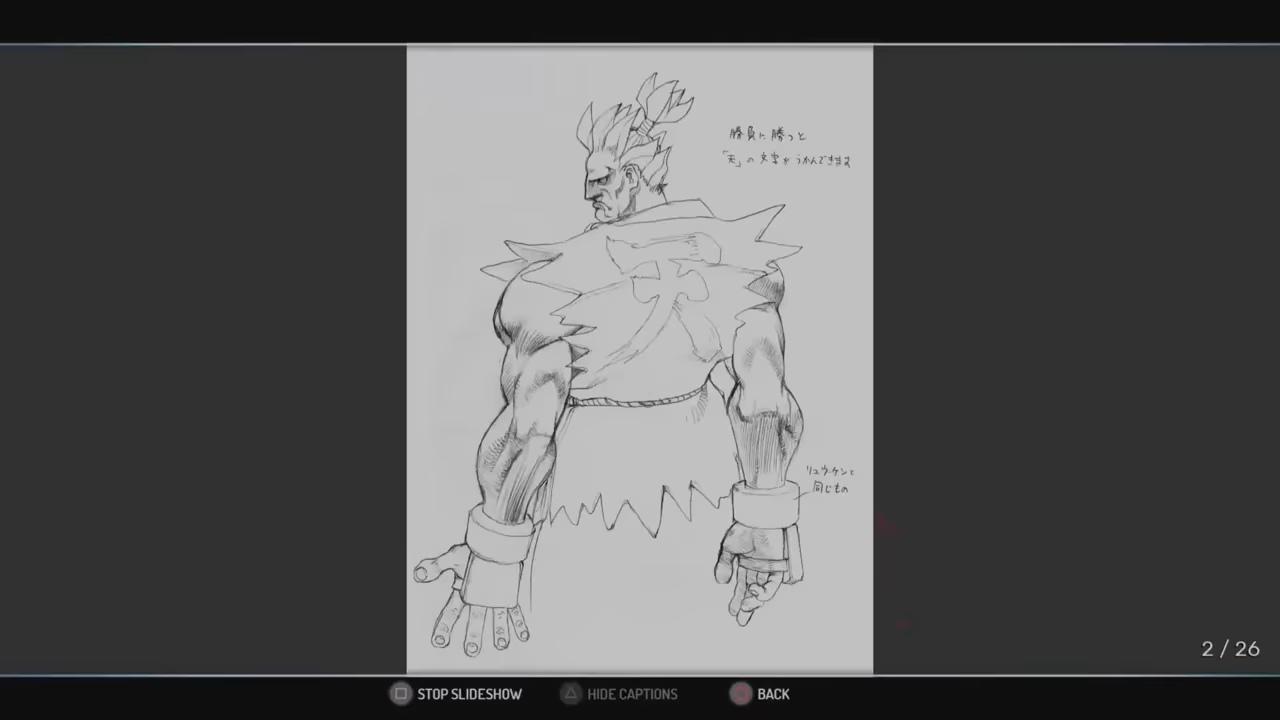 勝負に勝つと
「天」の文字がうかんできます
天
リュウ・ケンと
同じもの
2 / 26
STOP SLIDESHOW
HIDE CAPTIONS
BACK